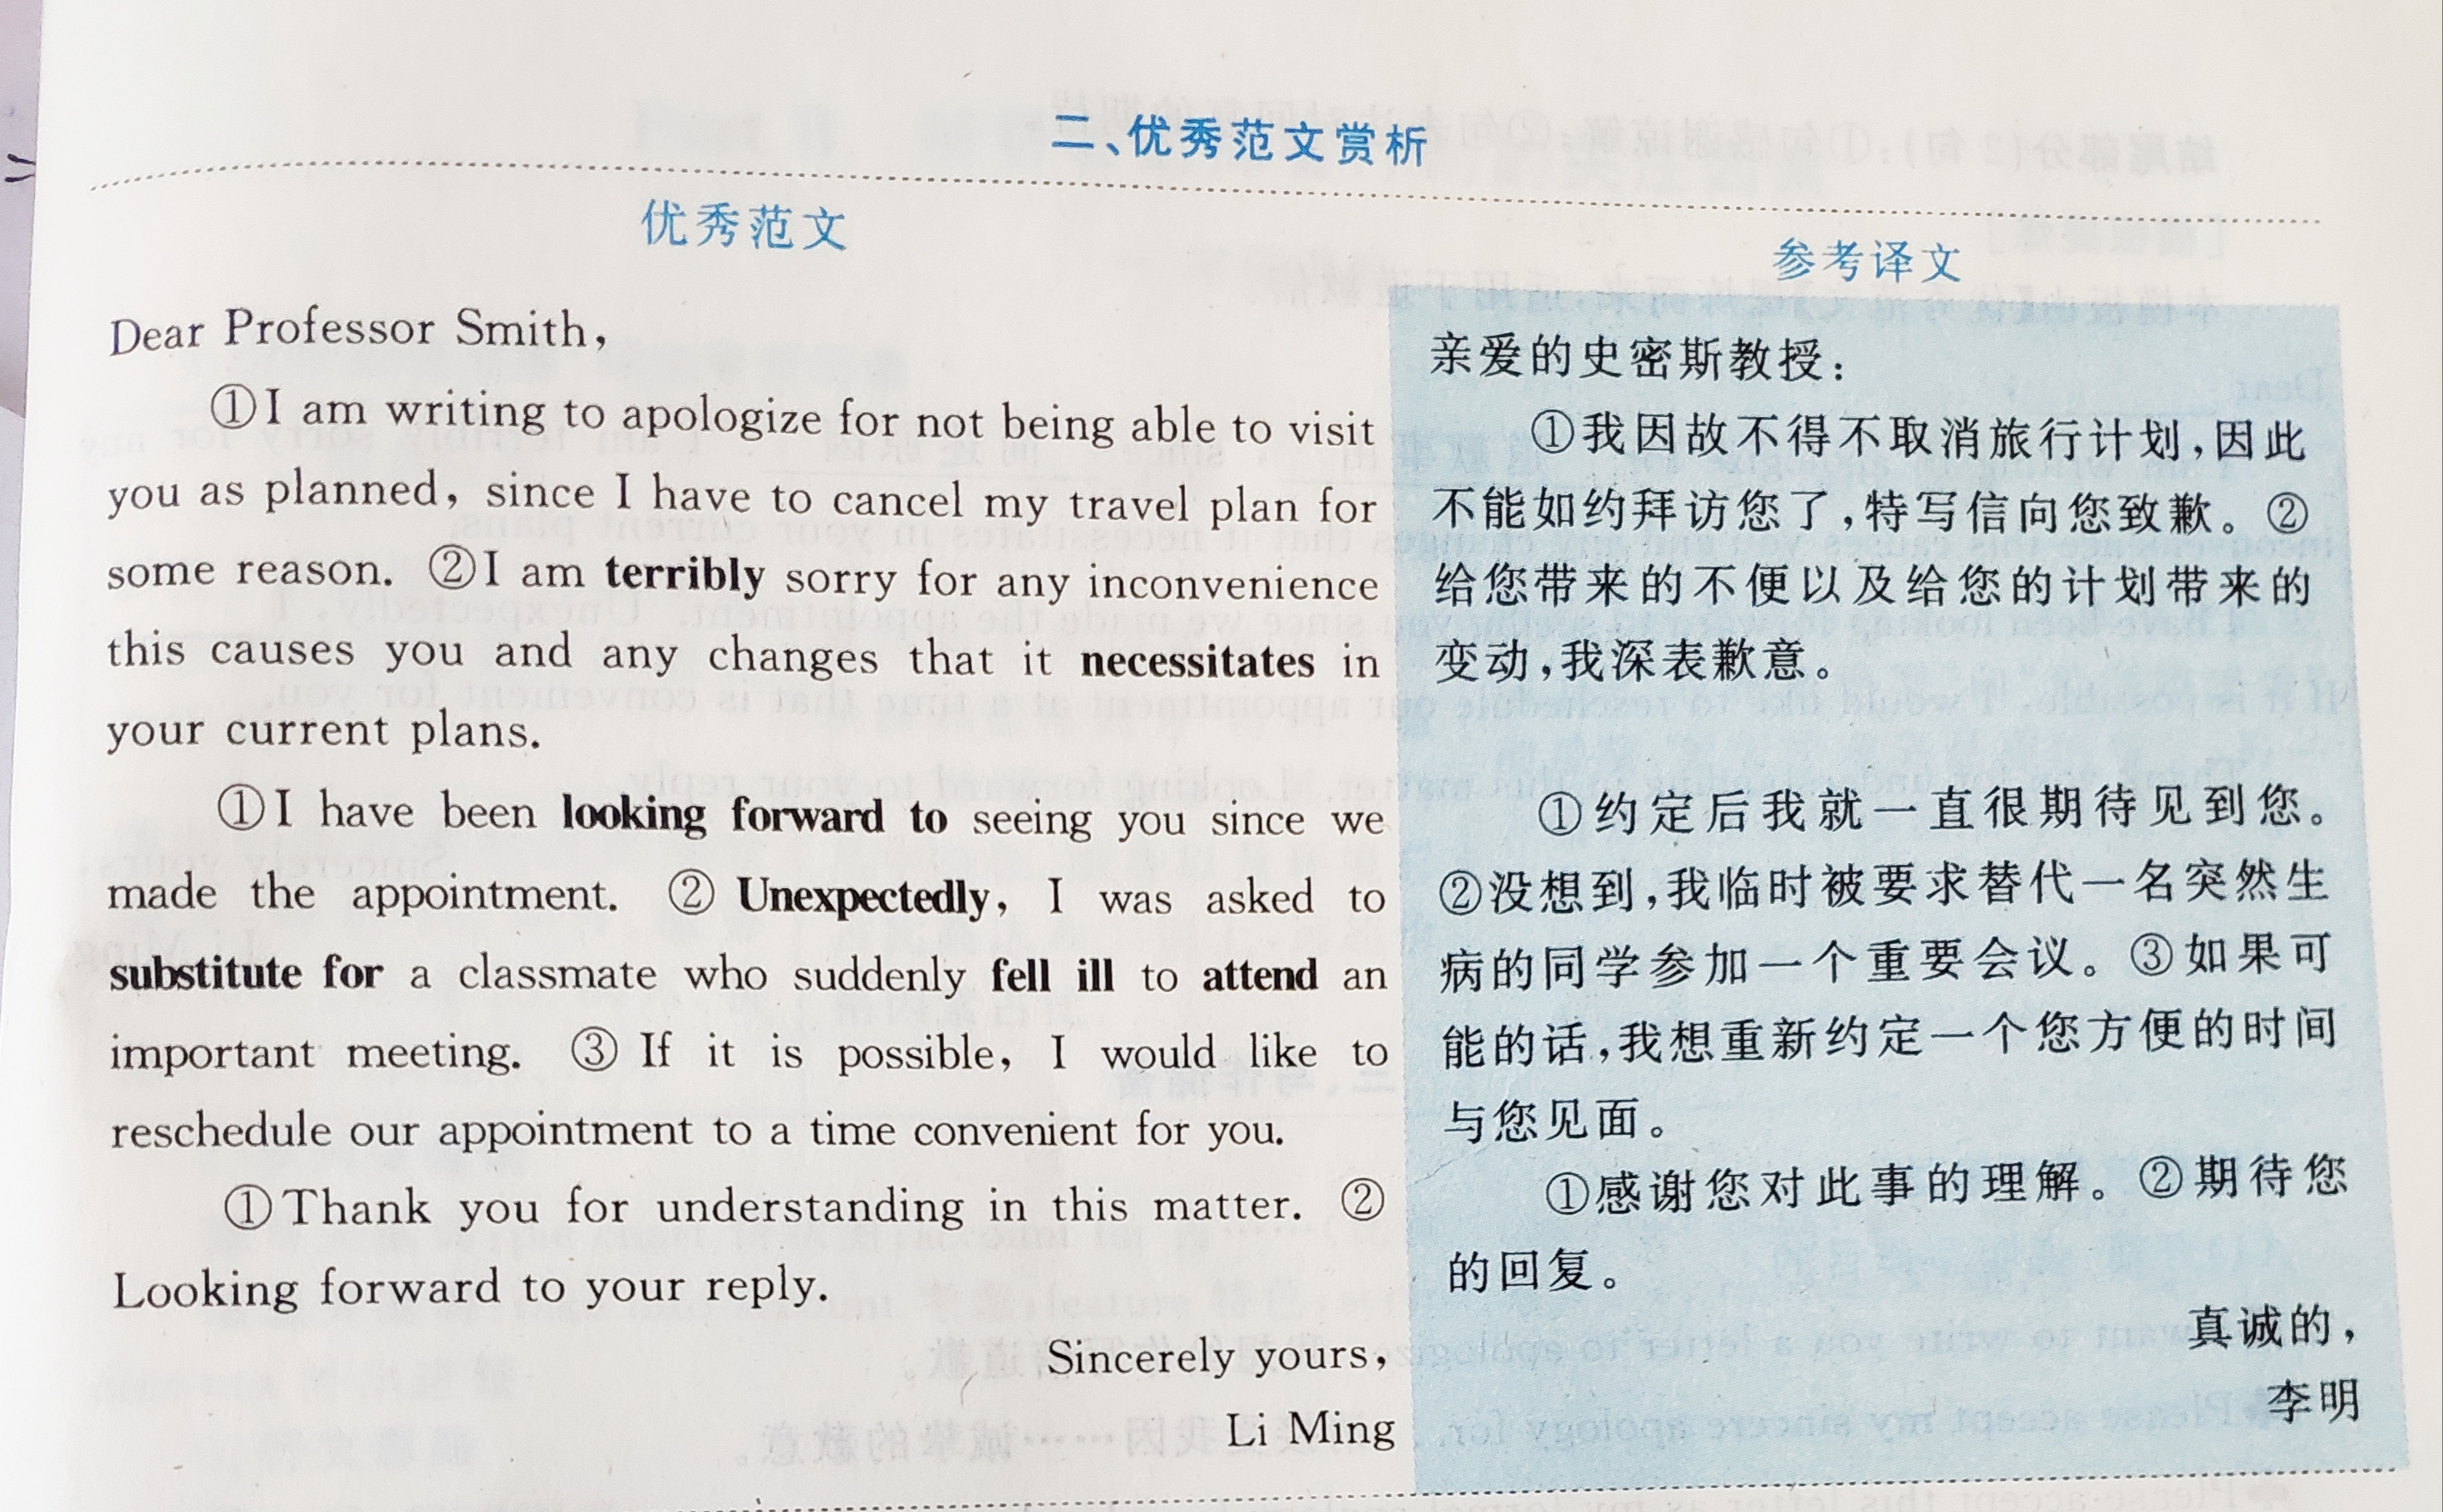 二、优秀范文赏析
优秀范文
Dear Professor Smith,
①I am writing to apologize for not being able to visit
you as planned, since I have to cancel my travel plan for
some reason. ②I am terribly sorry for any inconvenience
this causes you and any changes that it necessitates in
your current plans.
①I have been looking forward to seeing you since we
made the appointment. ② Unexpectedly, I was asked to
substitute for a classmate who suddenly fell ill to attend an
important meeting. ③ If it is possible, I would like to
reschedule our appointment to a time convenient for you.
①Thank you for understanding in this matter. ②
Looking forward to your reply.
Sincerely yours,
Li Ming
参考译文
亲爱的史密斯教授:
①我因故不得不取消旅行计划,因此
不能如约拜访您了,特写信向您致歉。②
给您带来的不便以及给您的计划带来的
变动,我深表歉意。
①约定后我就一直很期待见到您。
②没想到,我临时被要求替代一名突然生
病的同学参加一个重要会议。③如果可
能的话,我想重新约定一个您方便的时间
与您见面。
①感谢您对此事的理解。②期待您
的回复。
真诚的,
李明